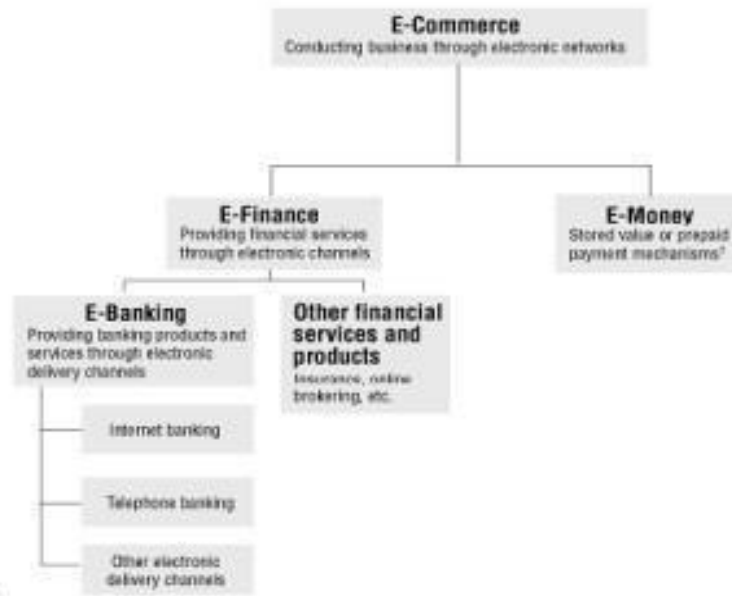 E-Commerce
Conducting business through electronic networks
E-Finance
Providing financial services
through electronic channels
E-Money
Stored value or prepaid
payment mechanisms¹
E-Banking
Providing banking products and
services through electronic
delivery channels
Other financial
services and
products
Insurance, online
brokering, etc.
Internet banking
Telephone banking
Other electronic
delivery channels